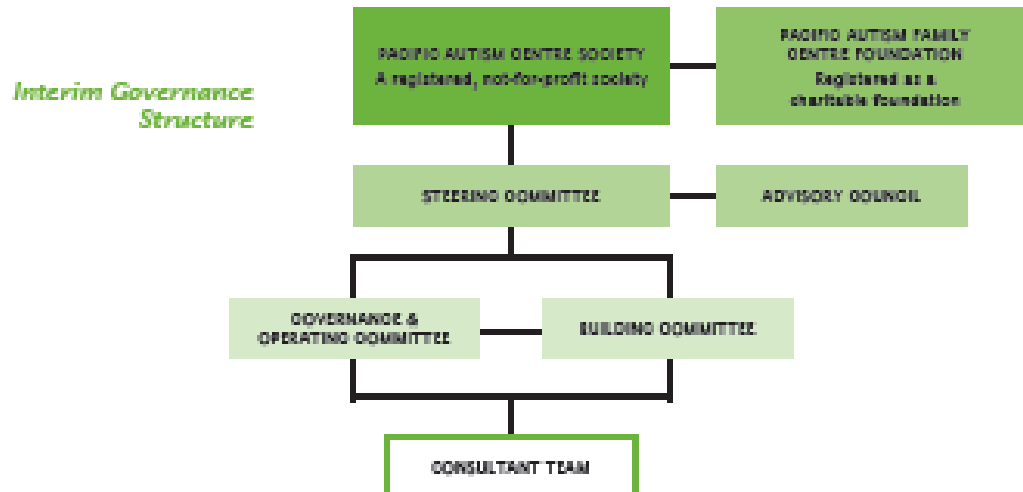 Interim Governance
Structure
PACIFIC AUTISM CENTRE SOCIETY
A registered, not-for-profit society
PACIFIC AUTISM FAMILY
CENTRE FOUNDATION
Registered as a
charitable foundation
STEERING COMMITTEE
ADVISORY COUNCIL
GOVERNANCE &
OPERATING COMMITTEE
BUILDING COMMITTEE
CONSULTANT TEAM